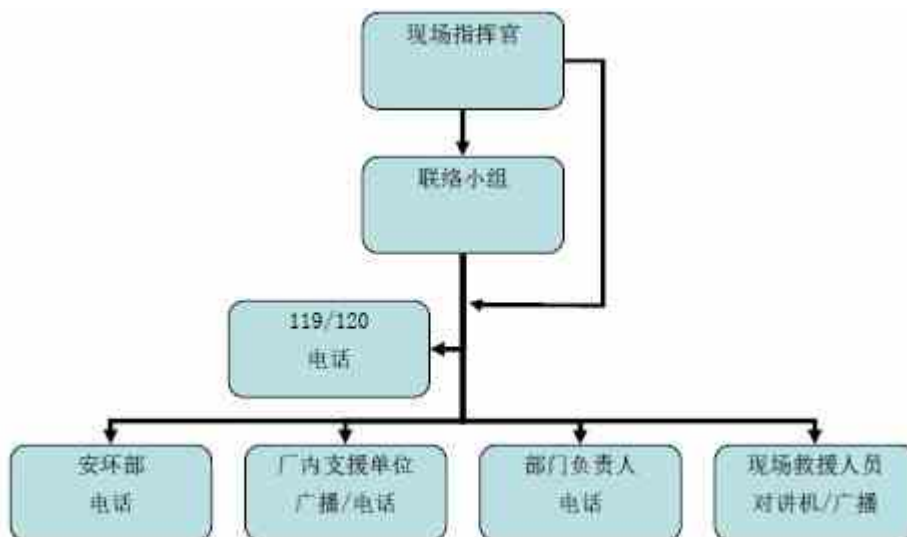 现场指挥官
联络小组
119/120
电话
安环部
电话
厂内支援单位
广播/电话
部门负责人
电话
现场救援人员
对讲机/广播